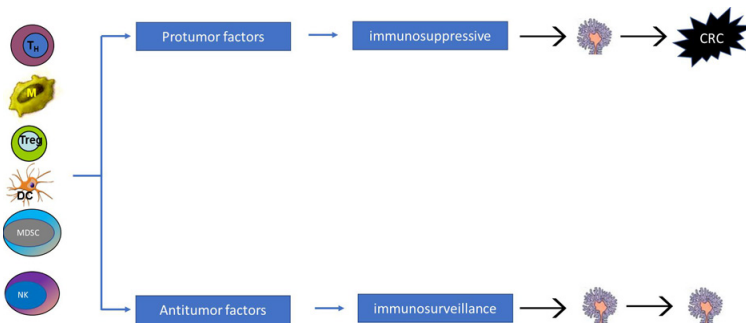 Protumor factors
immunosuppressive
CRC
TH
M
Treg
DC
MDSC
NK
Antitumor factors
immunosurveillance